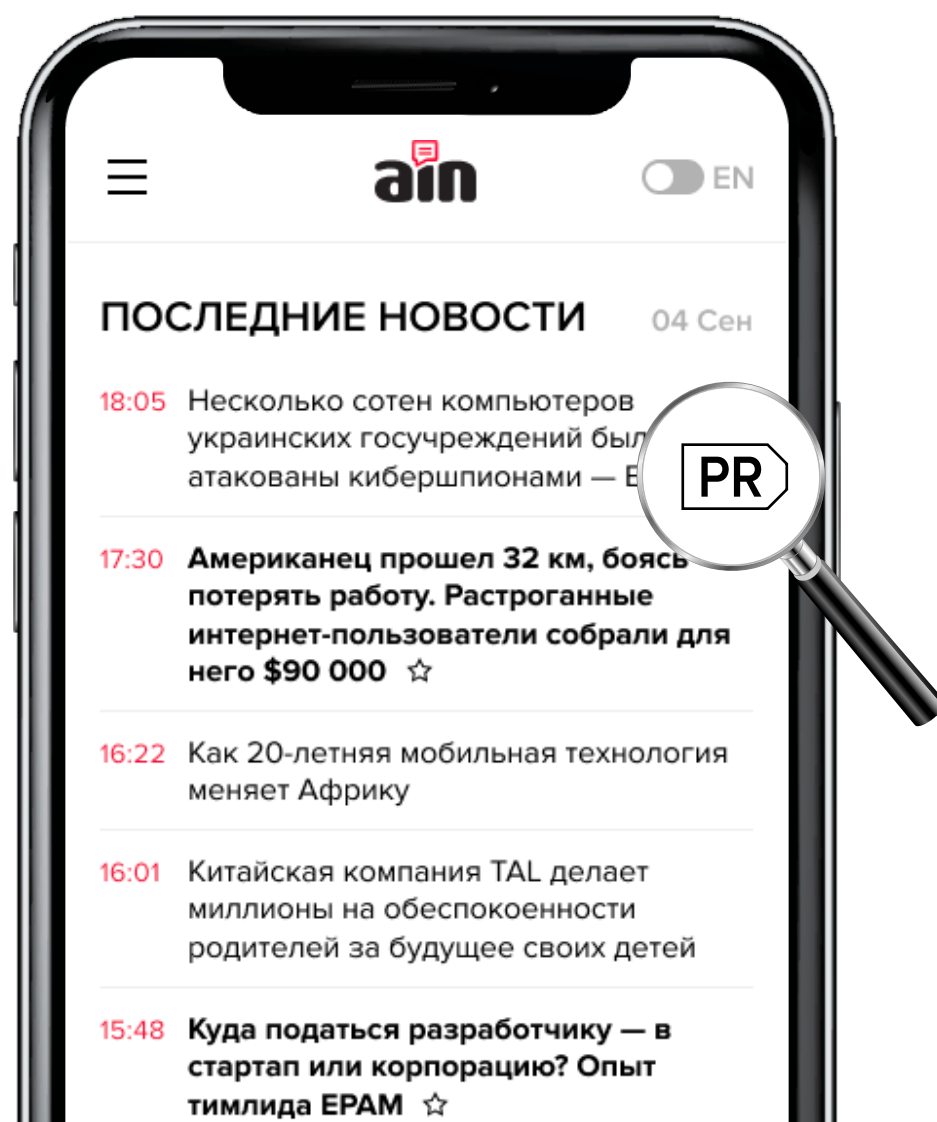 ain
EN
ПОСЛЕДНИЕ НОВОСТИ 04 Сен
18:05 Несколько сотен компьютеров
украинских госучреждений
атакованы кибершпионами —
PR
17:30 Американец прошел 32 км, боясь
потерять работу. Растроганные
интернет-пользователи собрали для
него $90 000
16:22 Как 20-летняя мобильная технология
меняет Африку
16:01 Китайская компания TAL делает
миллионы на обеспокоенности
родителей за будущее своих детей
15:48 Куда податься разработчику — в
стартап или корпорацию? Опыт
тимлида EPAM